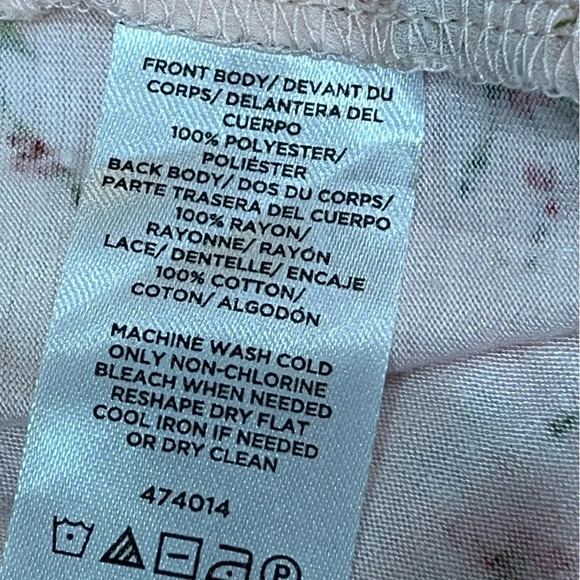 FRONT BODY/ DEVANT DU
CORPS/ DELANTERA DEL
CUERPO
100% POLYESTER/
POLIÉSTER
BACK BODY/ DOS DU CORPS/
PARTE TRASERA DEL CUERPO
100% RAYON/
RAYONNE/ RAYÓN
LACE/ DENTELLE/ ENCAJE
100% COTTON/
COTON/ ALGODÓN
MACHINE WASH COLD
ONLY NON-CHLORINE
BLEACH WHEN NEEDED
RESHAPE DRY FLAT
COOL IRON IF NEEDED
OR DRY CLEAN
474014
P